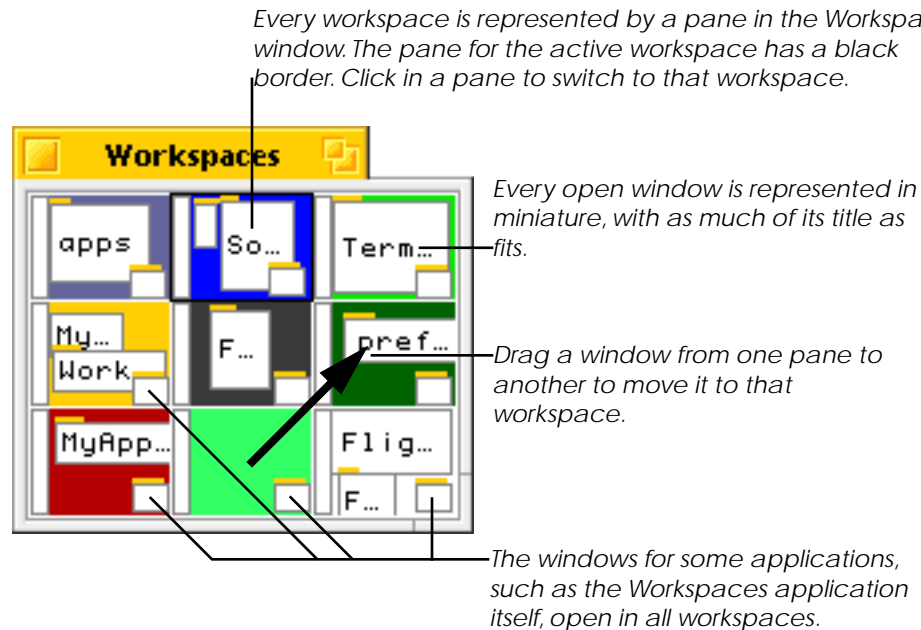 Every workspace is represented by a pane in the Workspa
window. The pane for the active workspace has a black
border. Click in a pane to switch to that workspace.
Workspaces
Every open window is represented in
miniature, with as much of its title as
fits.
apps
So...
Term...
My...
Work
F...
pref...
Drag a window from one pane to
another to move it to that
workspace.
MyApp...
Flig...
F...
The windows for some applications,
such as the Workspaces application
itself, open in all workspaces.